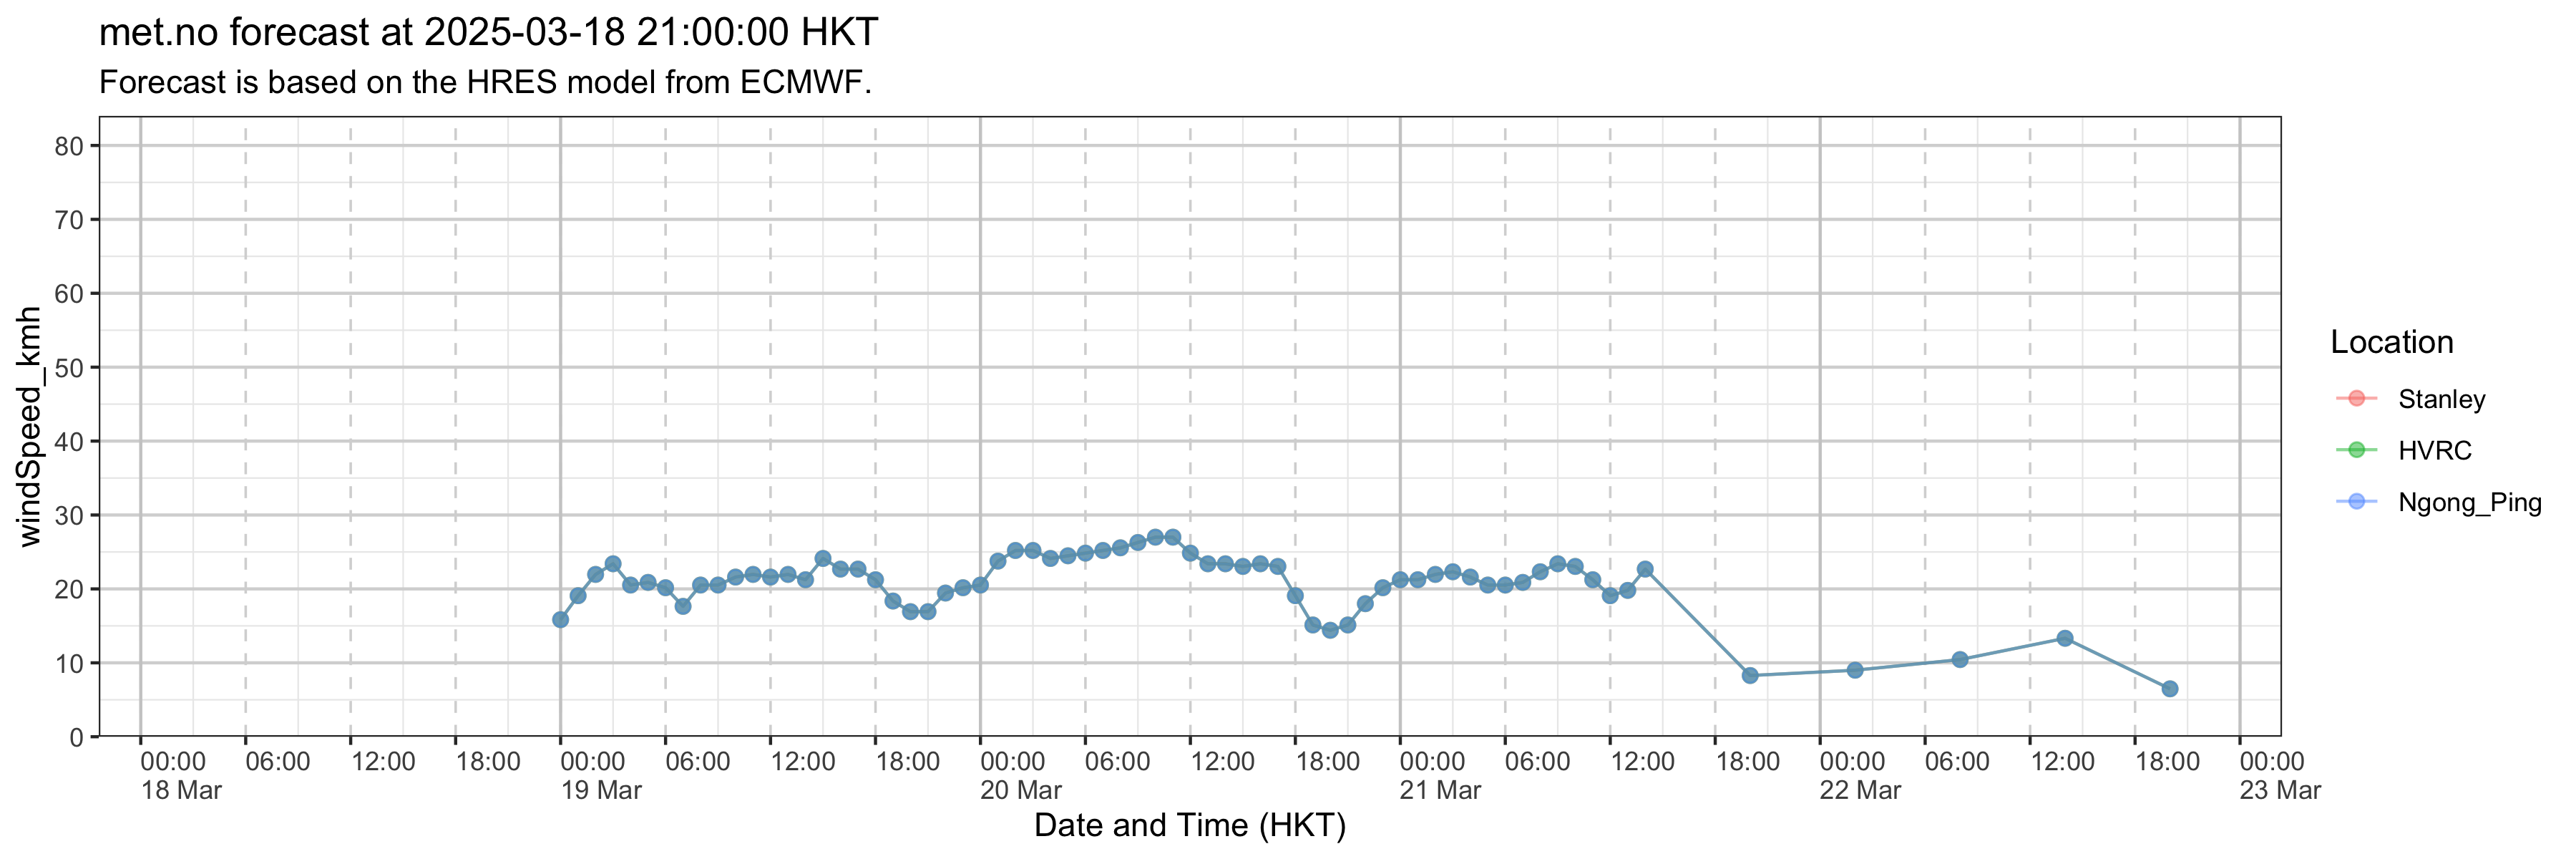 met.no forecast at 2025-03-18 21:00:00 HKT
Forecast is based on the HRES model from ECMWF.
windSpeed_kmh
80
70
60
50
40
30
20
10
0
00:00 06:00 12:00 18:00 00:00 06:00 12:00 18:00 00:00 06:00 12:00 18:00 00:00 06:00 12:00 18:00 00:00 06:00 12:00 18:00 00:00
18 Mar 19 Mar 20 Mar 21 Mar 22 Mar 23 Mar
Date and Time (HKT)
Location
Stanley
HVRC
Ngong_Ping